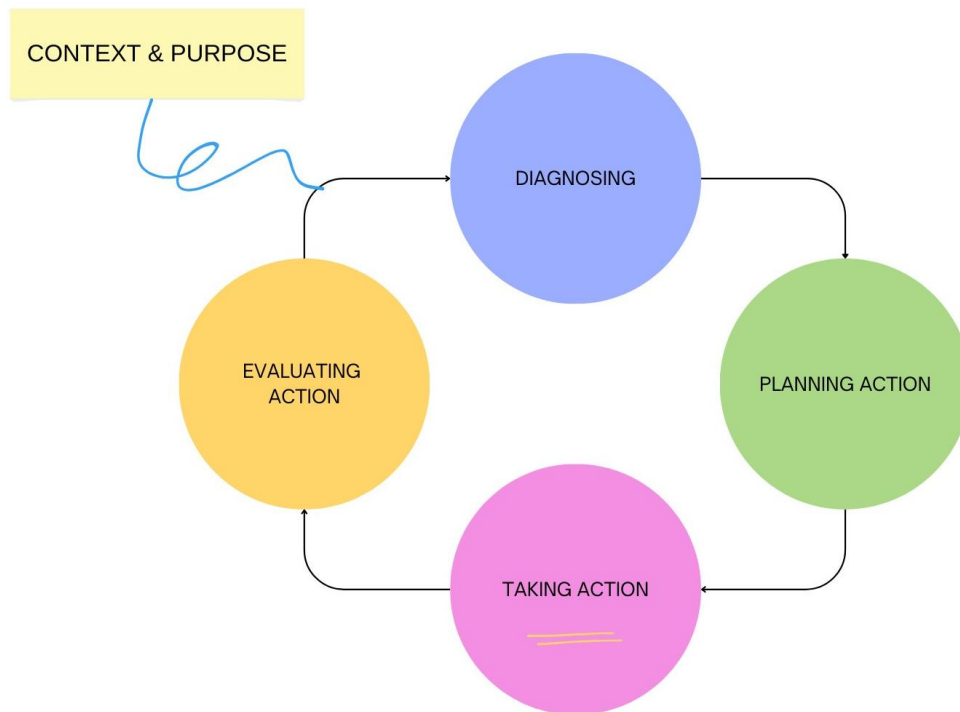 CONTEXT & PURPOSE
DIAGNOSING
PLANNING ACTION
EVALUATING
ACTION
TAKING ACTION